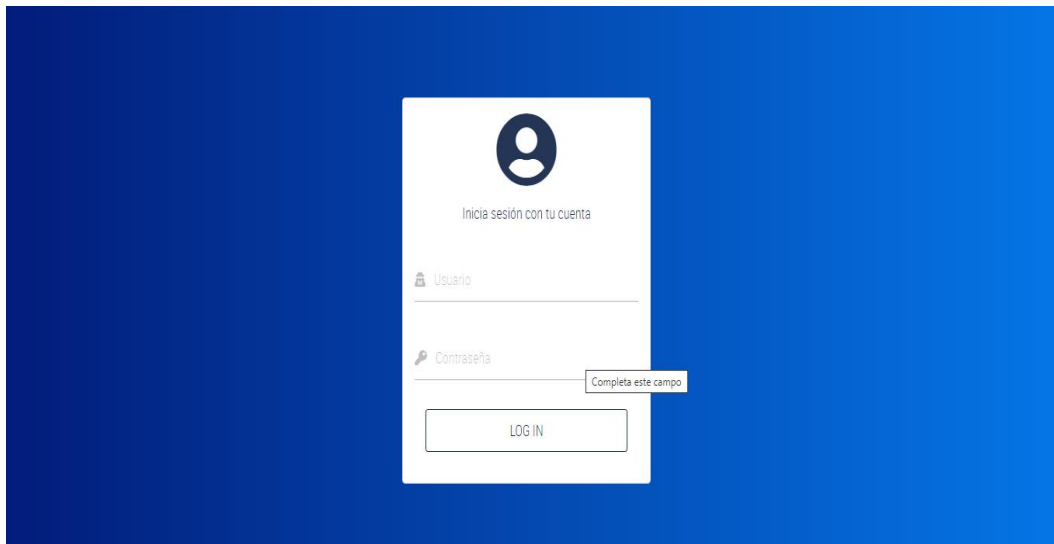 Inicia sesión con tu cuenta
Usuario
Contraseña
Completa este campo
LOG IN